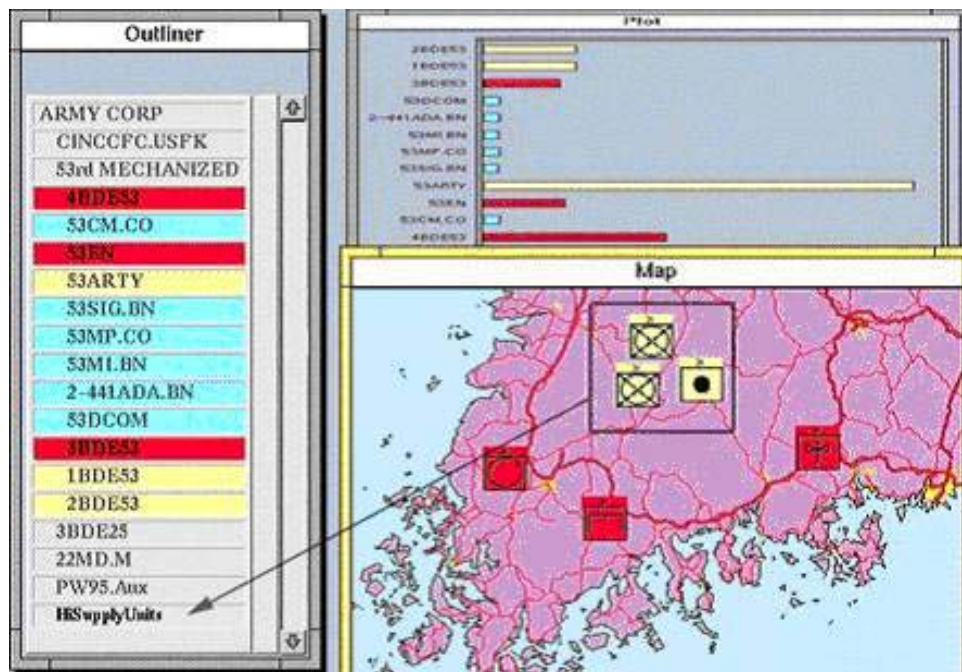 Outliner
ARMY CORP
CINCCFC.USFK
53rd MECHANIZED
4BDE53
53CM.CO
53EN
53ARTY
53SIG.BN
53MP.CO
53MI.BN
2-441ADA.BN
53DCOM
3BDE53
1BDE53
2BDE53
3BDE25
22MD.M
PW95.Aux
HiSupplyUnits
Plot
2BDE53
1BDE53
3BDE53
53DCOM
2-441ADA.BN
53MI.BN
53MP.CO
53SIG.BN
53ARTY
53EN
53CM.CO
4BDE53
Map